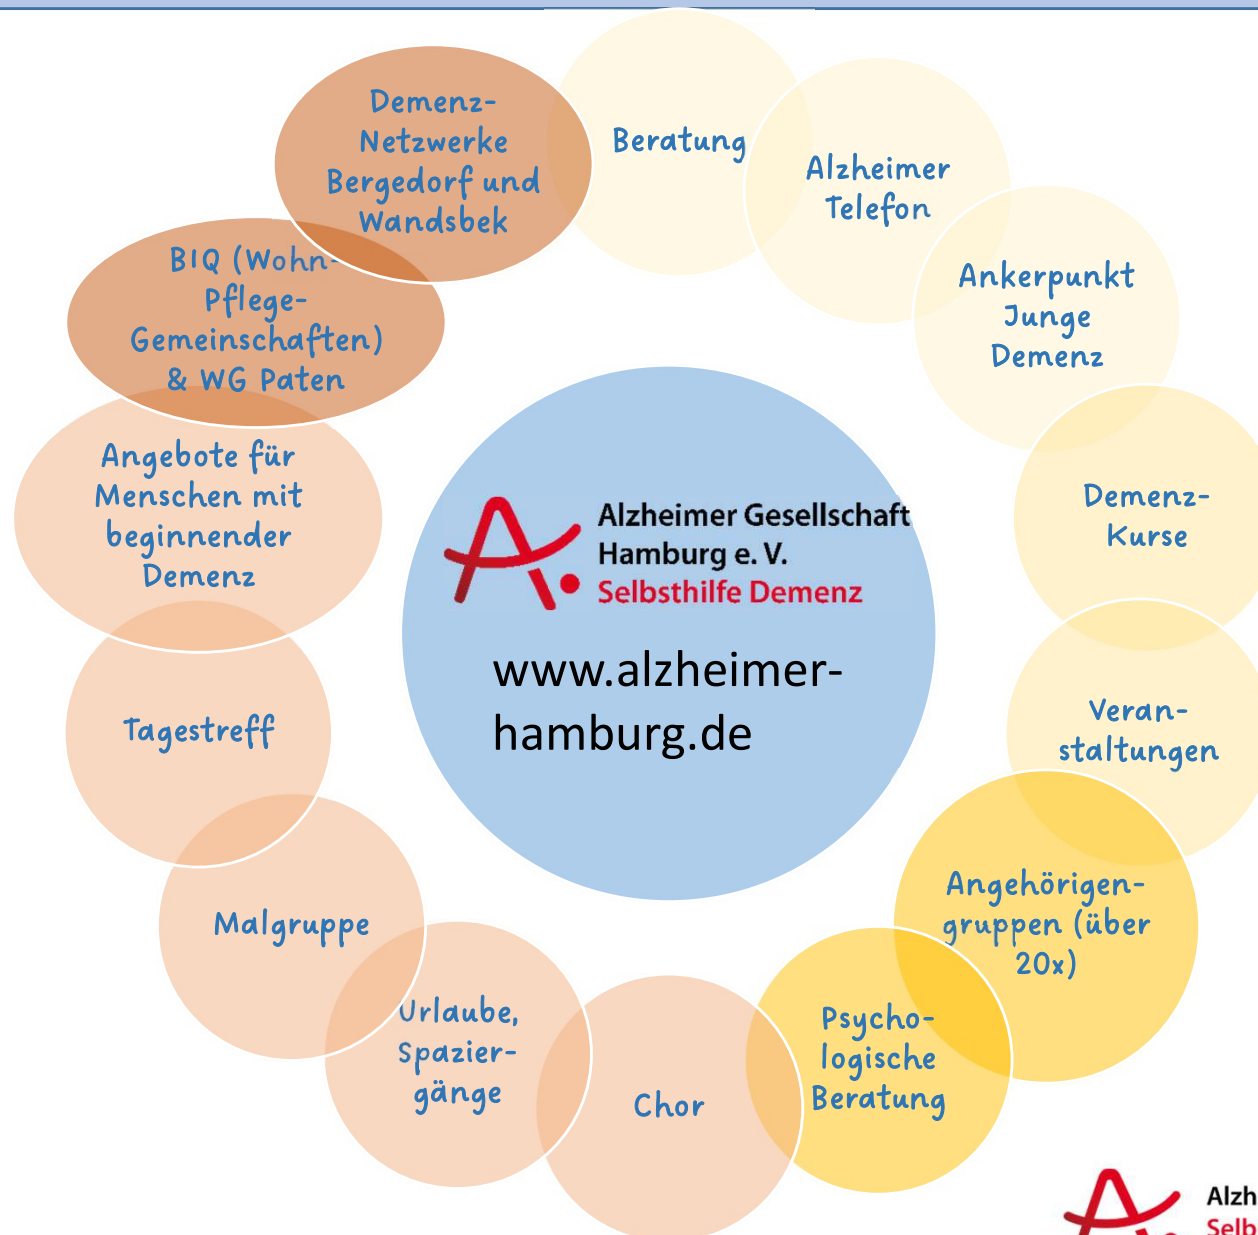 Demenz-
Netzwerke
Bergedorf und
Wandsbek
Beratung
Alzheimer
Telefon
Ankerpunkt
Junge
Demenz
Demenz-
Kurse
Veran-
staltungen
Angehörigen-
gruppen (über
20x)
Psycho-
logische
Beratung
Chor
Urlaube,
Spazier-
gänge
Malgruppe
Tagestreff
Angebote für
Menschen mit
beginnender
Demenz
BIQ (Wohn-
Pflege-
Gemeinschaften)
& WG Paten
Alzheimer Gesellschaft
Hamburg e. V.
Selbsthilfe Demenz
www.alzheimer-
hamburg.de
Alzh
Selb